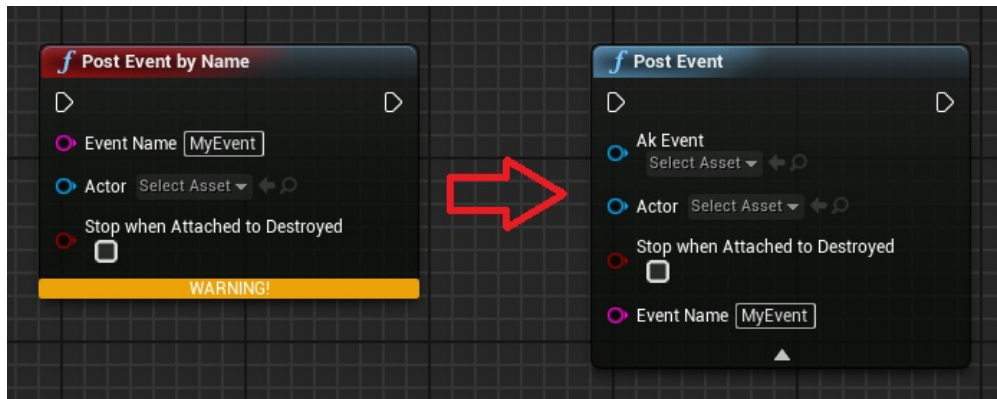 Post Event by Name
Event Name MyEvent
Actor Select Asset
Stop when Attached to Destroyed
WARNING!
Post Event
Ak Event
Select Asset
Actor Select Asset
Stop when Attached to Destroyed
Event Name MyEvent